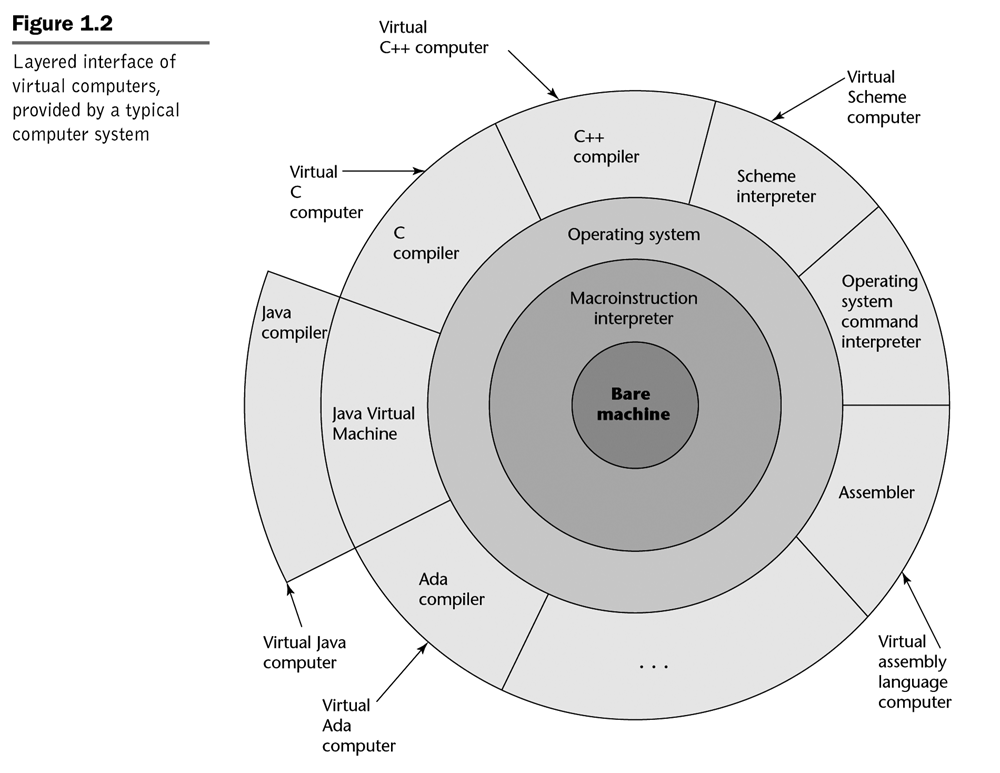 Figure 1.2
Layered interface of
virtual computers,
provided by a typical
computer system
Virtual
C++ computer
Virtual
Scheme
computer
C++
compiler
Scheme
interpreter
Virtual
C
computer
C
compiler
Operating system
Operating
system
command
interpreter
Macroinstruction
interpreter
Java
compiler
Bare
machine
Java Virtual
Machine
Assembler
Ada
compiler
Virtual Java
computer
. . .
Virtual
assembly
language
computer
Virtual
Ada
computer